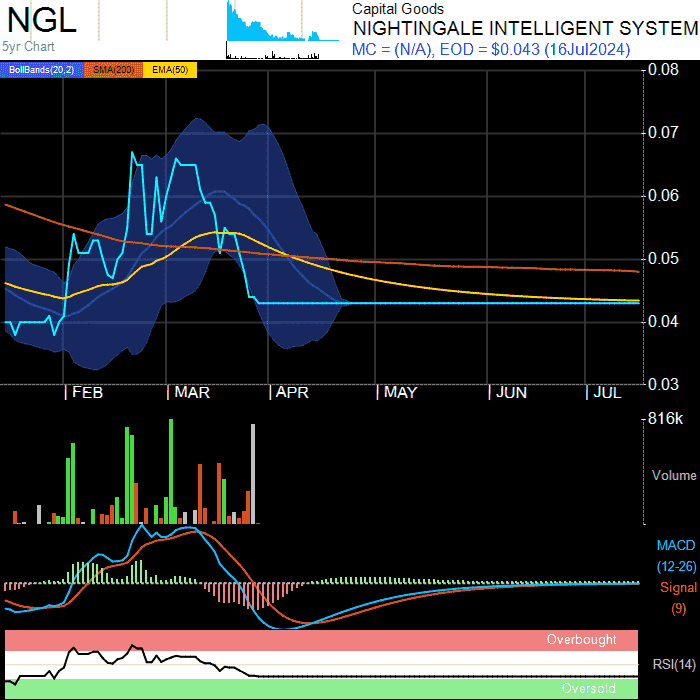 NGL
5yr Chart
Capital Goods
NIGHTINGALE INTELLIGENT SYSTEM
MC = (N/A), EOD = $0.043 (16Jul2024)
BollBands(20,2) SMA(200) EMA(50)
0.08
0.07
0.06
0.05
0.04
0.03
FEB MAR APR MAY JUN JUL
816k
Volume
MACD
(12-26)
Signal
(9)
Overbought
RSI(14)
Oversold